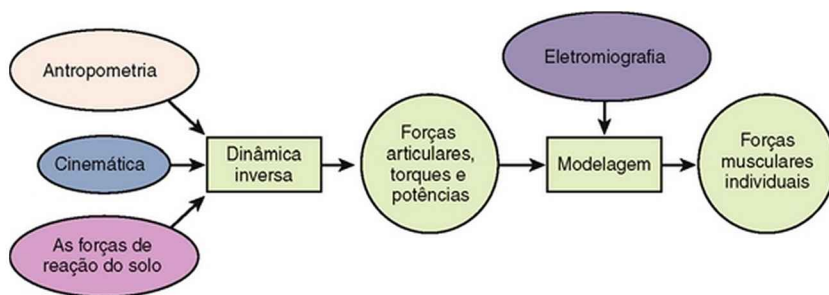 Antropometria
Cinemática
As forças de
reação do solo
Dinâmica
inversa
Forças
articulares,
torques e
potências
Eletromiografia
Modelagem
Forças
musculares
individuais